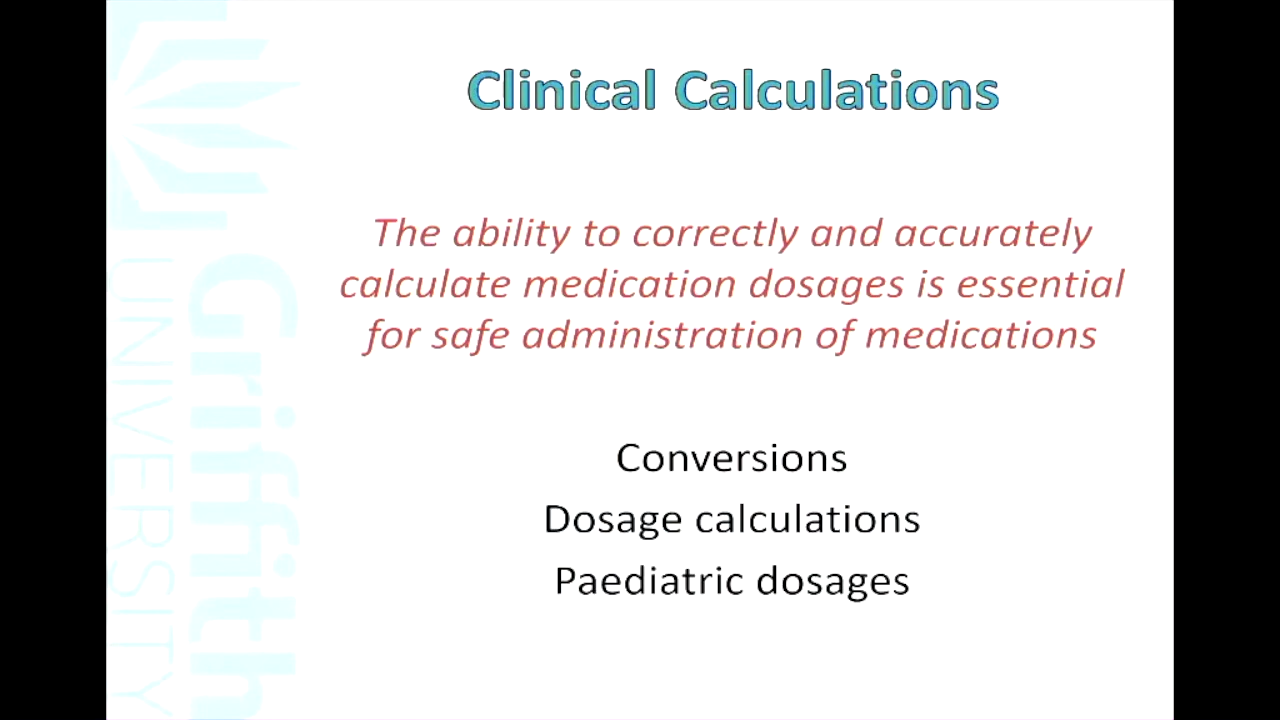 Clinical Calculations
The ability to correctly and accurately
calculate medication dosages is essential
for safe administration of medications
Conversions
Dosage calculations
Paediatric dosages
Griffith
UNIVERSITY